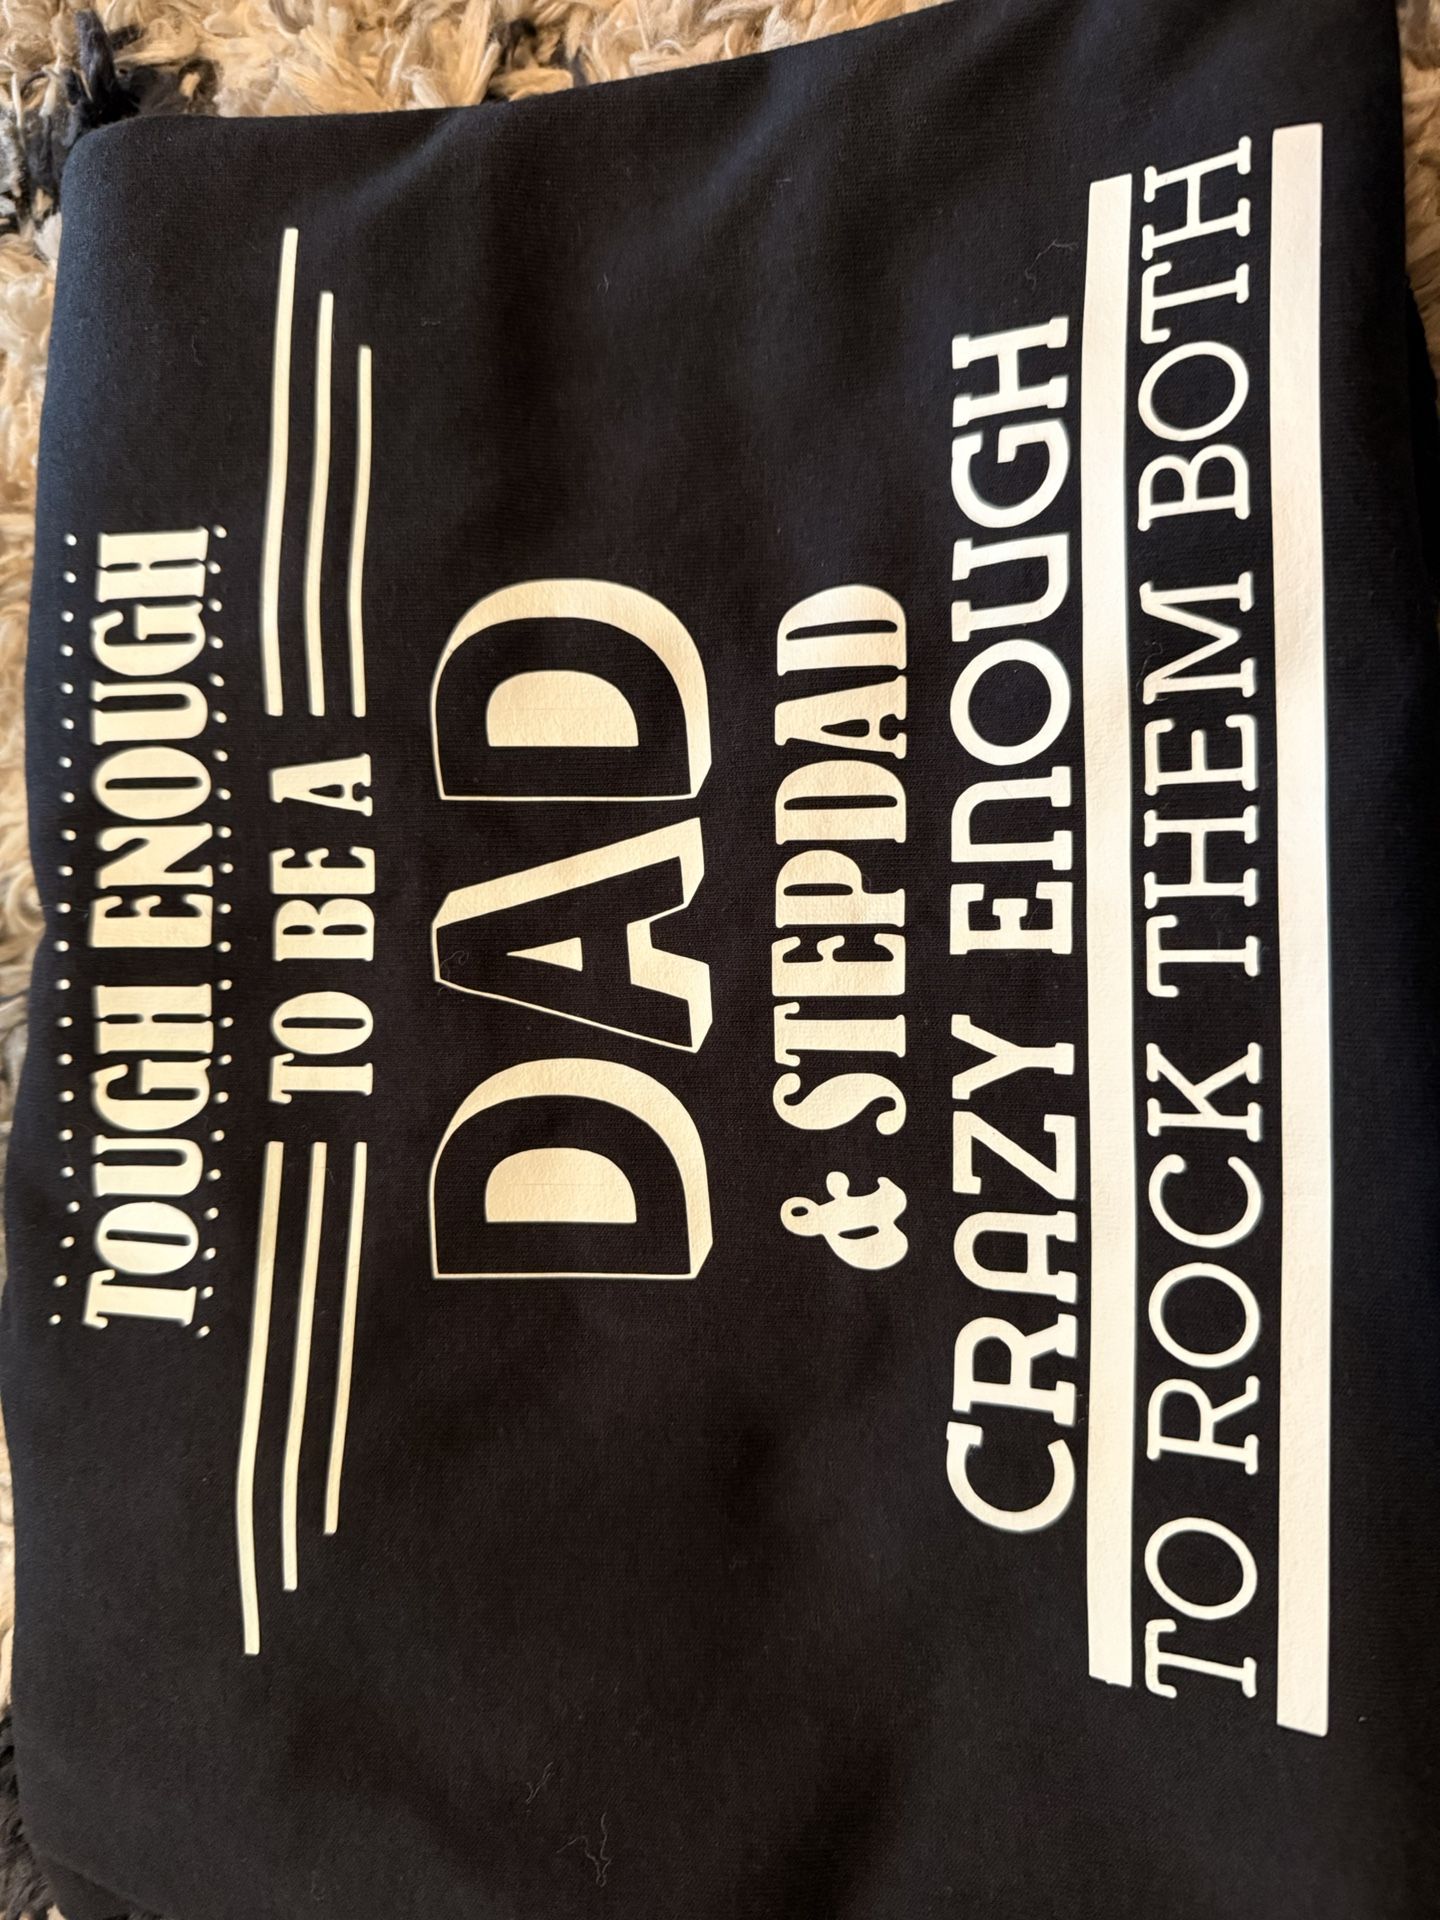 TOUGH ENOUGH
TO BE A
DAD
& STEPDAD
CRAZY ENOUGH
TO ROCK THEM BOTH